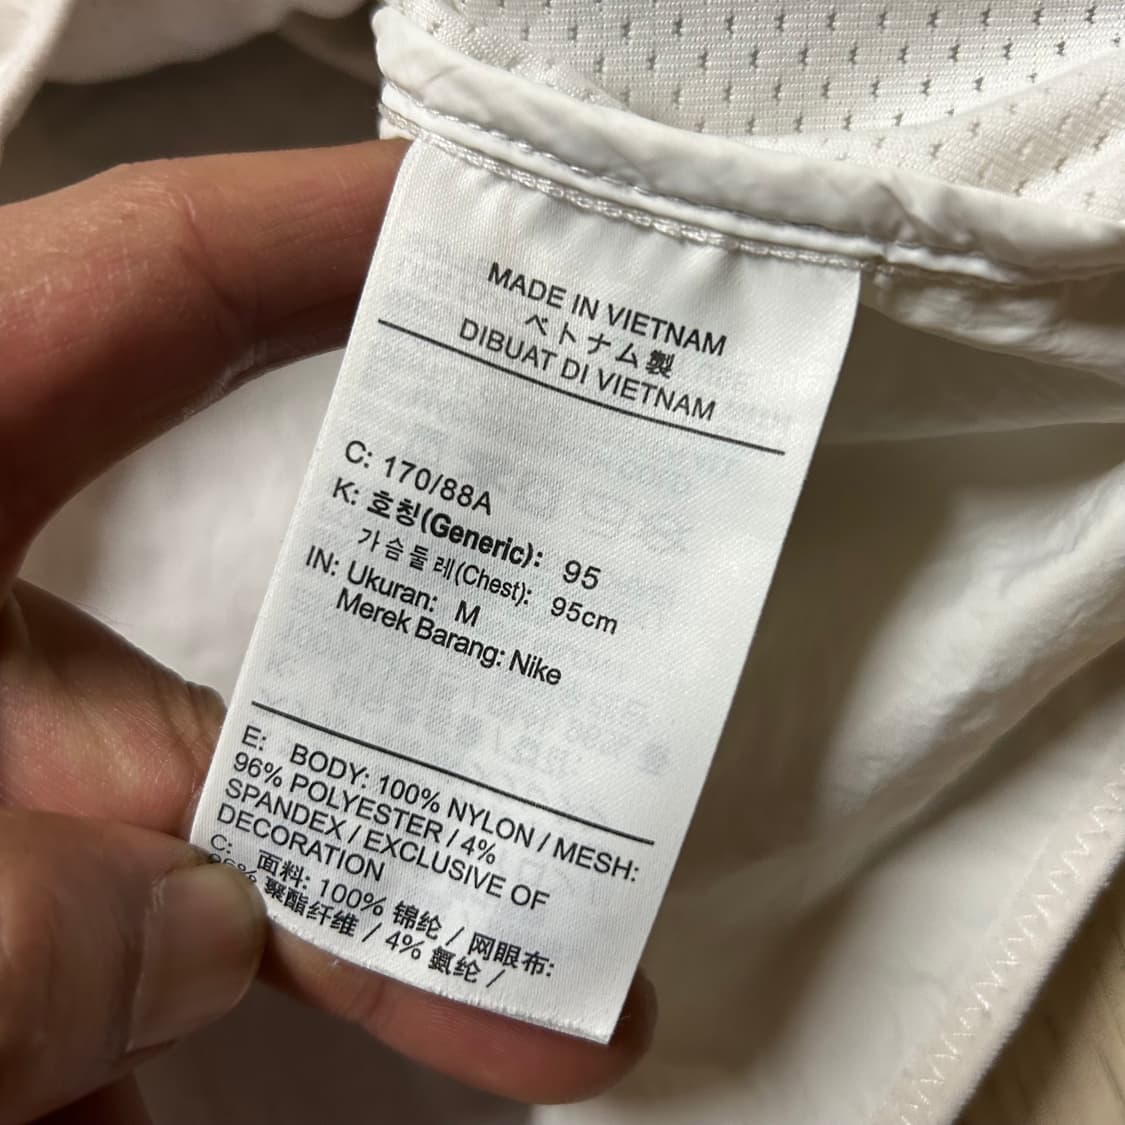 MADE IN VIETNAM
ベトナム製
DIBUAT DI VIETNAM
C: 170/88A
K: 호칭(Generic): 95
가슴둘레(Chest): 95cm
IN: Ukuran: M
Merek Barang: Nike
E: BODY: 100% NYLON / MESH:
96% POLYESTER / 4%
SPANDEX / EXCLUSIVE OF
DECORATION
C: 面料: 100% 锦纶 / 网眼布:
96% 聚酯纤维 / 4% 氨纶 /